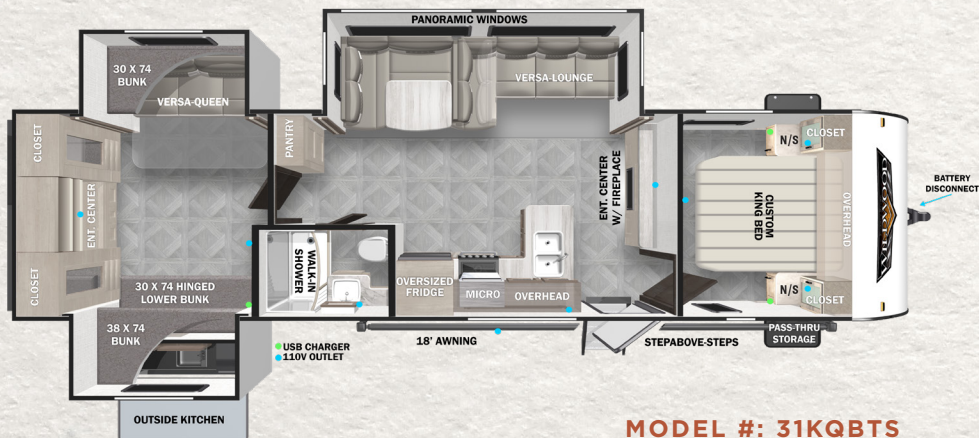 PANORAMIC WINDOWS
30 X 74
BUNK
VERSA-QUEEN
VERSA-LOUNGE
CLOSET
PANTRY
N/S
CLOSET
ENT. CENTER
ENT. CENTER
W/ FIREPLACE
CUSTOM
KING BED
OVERHEAD
BATTERY
DISCONNECT
WALK-IN
SHOWER
CLOSET
30 X 74 HINGED
LOWER BUNK
OVERSIZED
FRIDGE
MICRO
OVERHEAD
N/S
CLOSET
38 X 74
BUNK
USB CHARGER
110V OUTLET
18' AWNING
STEPABOVE-STEPS
PASS-THRU
STORAGE
OUTSIDE KITCHEN
MODEL #: 31KQBTS